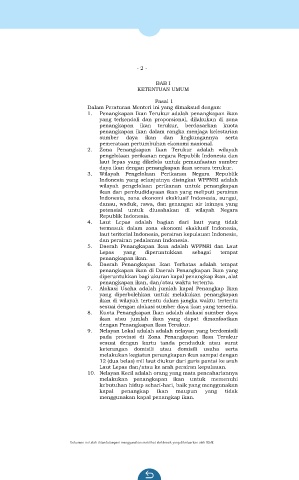 - 2 -
BAB I
KETENTUAN UMUM
Pasal 1
Dalam Peraturan Menteri ini yang dimaksud dengan:
1. Penangkapan Ikan Terukur adalah penangkapan ikan
yang terkendali dan proporsional, dilakukan di zona
penangkapan ikan terukur, berdasarkan kuota
penangkapan ikan dalam rangka menjaga kelestarian
sumber daya ikan dan lingkungannya serta
pemerataan pertumbuhan ekonomi nasional.
2. Zona Penangkapan Ikan Terukur adalah wilayah
pengelolaan perikanan negara Republik Indonesia dan
laut lepas yang dikelola untuk pemanfaatan sumber
daya ikan dengan penangkapan ikan secara terukur.
3. Wilayah Pengelolaan Perikanan Negara Republik
Indonesia yang selanjutnya disingkat WPPNRI adalah
wilayah pengelolaan perikanan untuk penangkapan
ikan dan pembudidayaan ikan yang meliputi perairan
Indonesia, zona ekonomi eksklusif Indonesia, sungai,
danau, waduk, rawa, dan genangan air lainnya yang
potensial untuk diusahakan di wilayah Negara
Republik Indonesia.
4. Laut Lepas adalah bagian dari laut yang tidak
termasuk dalam zona ekonomi eksklusif Indonesia,
laut teritorial Indonesia, perairan kepulauan Indonesia,
dan perairan pedalaman Indonesia.
5. Daerah Penangkapan Ikan adalah WPPNRI dan Laut
Lepas yang diperuntukkan sebagai tempat
penangkapan ikan.
6. Daerah Penangkapan Ikan Terbatas adalah tempat
penangkapan ikan di Daerah Penangkapan Ikan yang
diperuntukkan bagi ukuran kapal penangkap ikan, alat
penangkapan ikan, dan/atau waktu tertentu.
7. Alokasi Usaha adalah jumlah kapal Penangkap Ikan
yang diperbolehkan untuk melakukan penangkapan
ikan di wilayah tertentu dalam jangka waktu tertentu
sesuai dengan alokasi sumber daya ikan yang tersedia.
8. Kuota Penangkapan Ikan adalah alokasi sumber daya
ikan atau jumlah ikan yang dapat dimanfaatkan
dengan Penangkapan Ikan Terukur.
9. Nelayan Lokal adalah adalah nelayan yang berdomisili
pada provinsi di Zona Penangkapan Ikan Terukur
sesuai dengan kartu tanda penduduk atau surat
keterangan domisili atau domisili usaha serta
melakukan kegiatan penangkapan ikan sampai dengan
12 (dua belas) mil laut diukur dari garis pantai ke arah
Laut Lepas dan/atau ke arah perairan kepulauan.
10. Nelayan Kecil adalah orang yang mata pencahariannya
melakukan penangkapan ikan untuk memenuhi
kebutuhan hidup sehari-hari, baik yang menggunakan
kapal penangkap ikan maupun yang tidak
menggunakan kapal penangkap ikan.